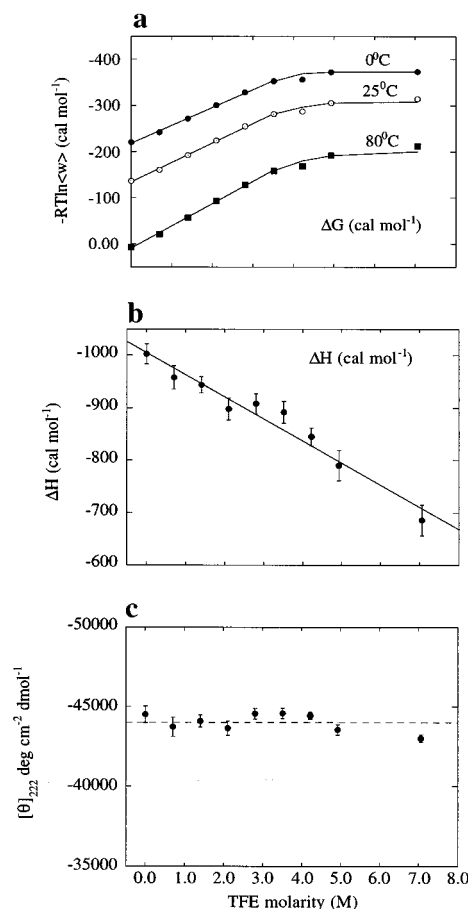 a
-400
-300
-200
-100
0.00
-RTln<w> (cal mol⁻¹)
0⁰C
25⁰C
80⁰C
ΔG (cal mol⁻¹)
b
-1000
-900
-800
-700
-600
ΔH (cal mol⁻¹)
ΔH (cal mol⁻¹)
c
-50000
-45000
-40000
-35000
[θ]₂₂₂ deg cm⁻² dmol⁻¹
0.0 1.0 2.0 3.0 4.0 5.0 6.0 7.0 8.0
TFE molarity (M)